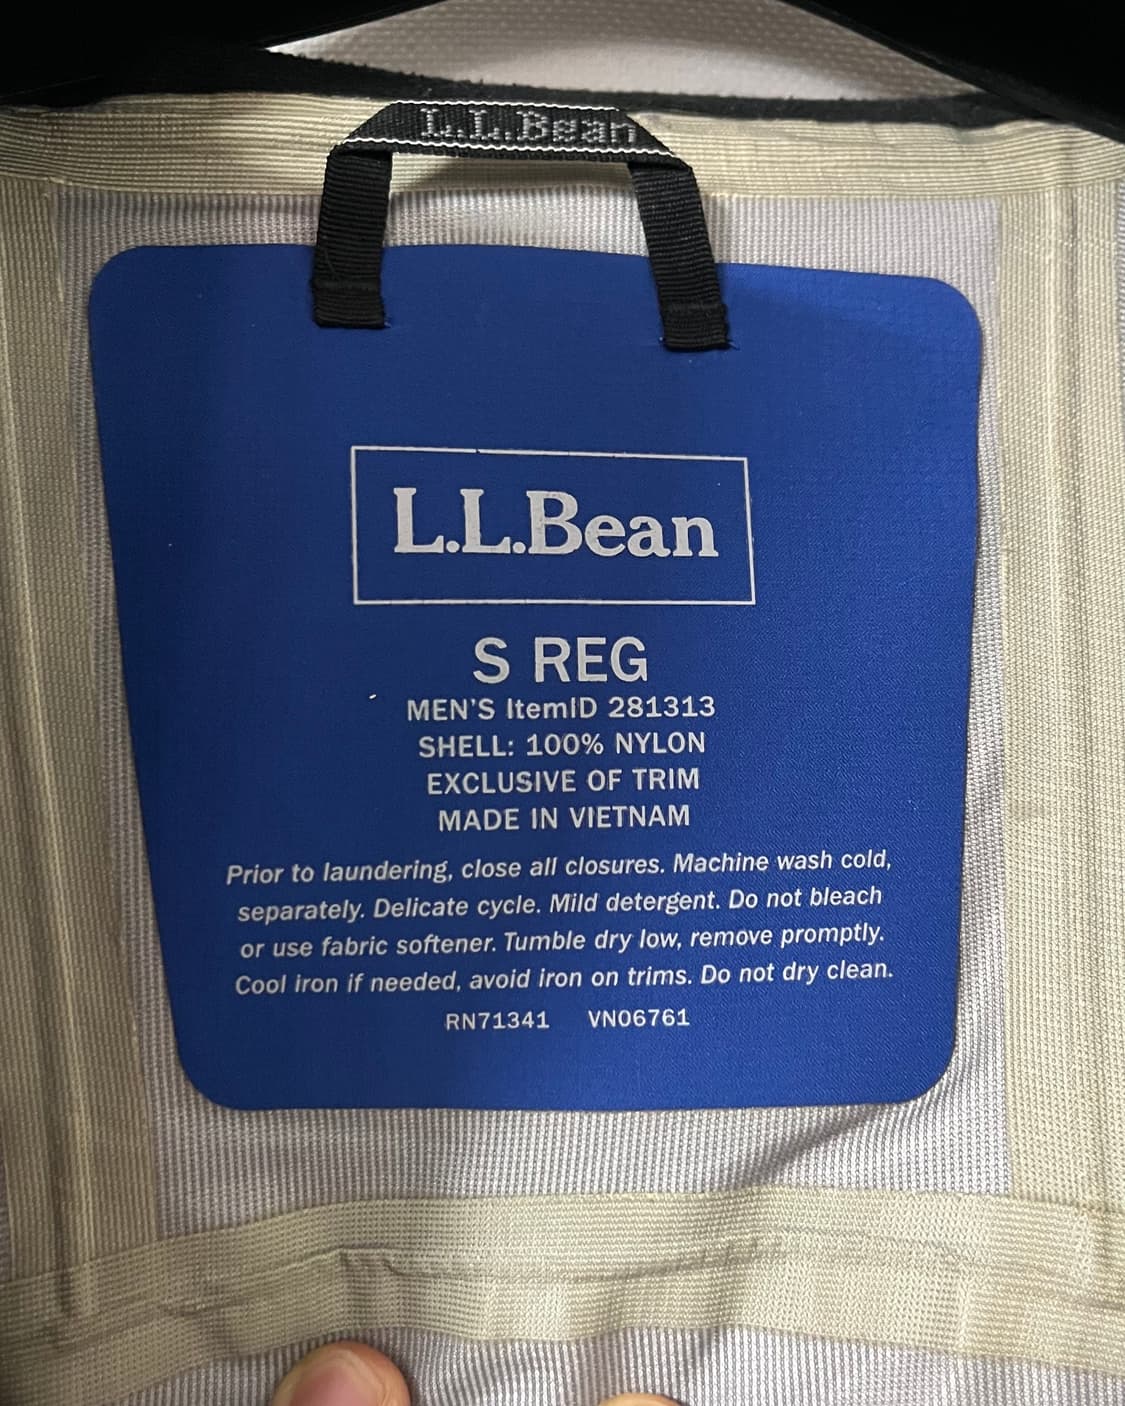 L.L.Bean
L.L.Bean
S REG
MEN'S ItemID 281313
SHELL: 100% NYLON
EXCLUSIVE OF TRIM
MADE IN VIETNAM
Prior to laundering, close all closures. Machine wash cold,
separately. Delicate cycle. Mild detergent. Do not bleach
or use fabric softener. Tumble dry low, remove promptly.
Cool iron if needed, avoid iron on trims. Do not dry clean.
RN71341 VN06761